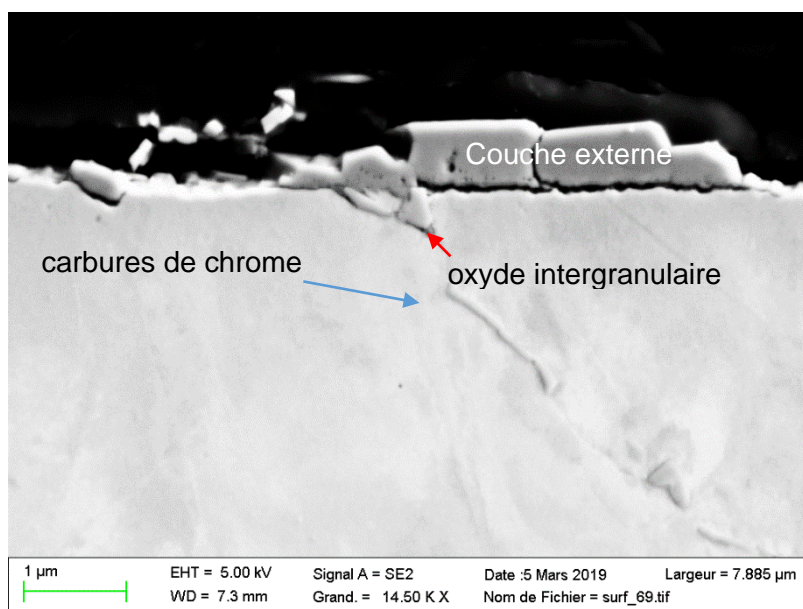 Couche externe
carbures de chrome
oxyde intergranulaire
1 µm
EHT = 5.00 kV
Signal A = SE2
Date :5 Mars 2019
Largeur = 7.885 µm
WD = 7.3 mm
Grand. = 14.50 K X
Nom de Fichier = surf_69.tif